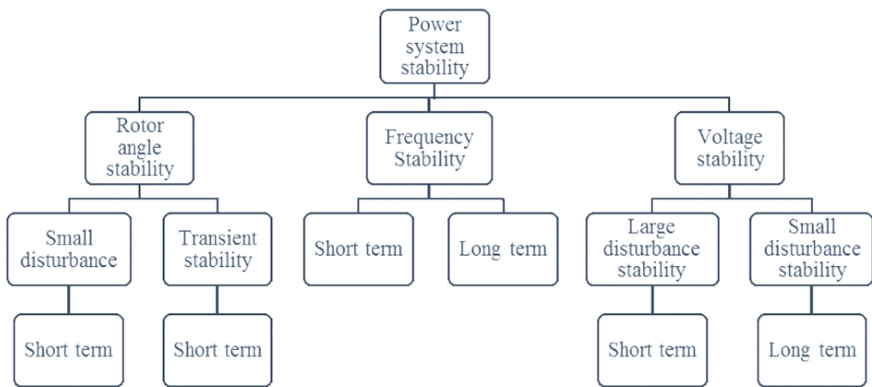 Power
system
stability
Rotor
angle
stability
Frequency
Stability
Voltage
stability
Small
disturbance
Transient
stability
Short term
Long term
Large
disturbance
stability
Small
disturbance
stability
Short term
Short term
Short term
Long term